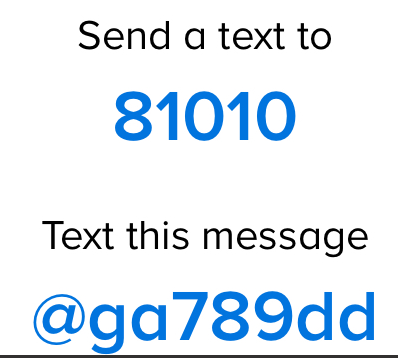 Send a text to
81010
Text this message
@ga789dd